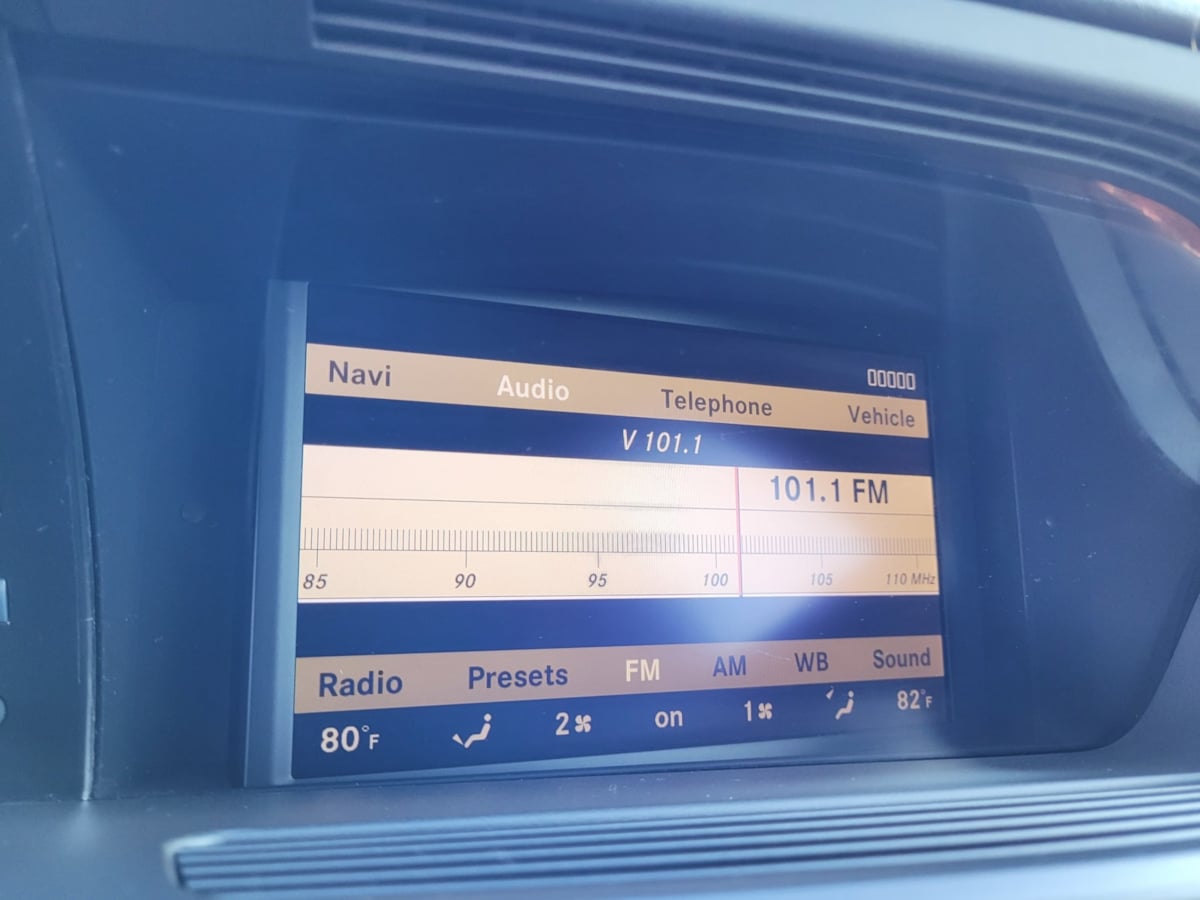 Navi Audio Telephone Vehicle
V 101.1
101.1 FM
85 90 95 100 105 110 MHz
Radio Presets FM AM WB Sound
80°F 2 on 1 82°F